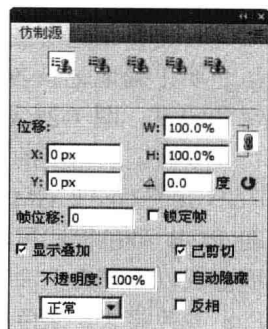 仿制源
位移: W: 100.0%
X: 0 px H: 100.0%
Y: 0 px 0.0 度
帧位移: 0 锁定帧
显示叠加 已剪切
不透明度: 100% 自动隐藏
正常 反相